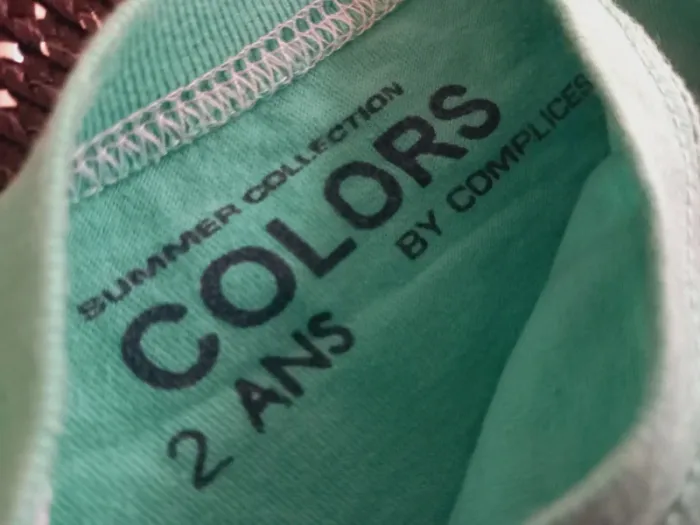 SUMMER COLLECTION
COLORS
BY COMPLICES
2 ANS